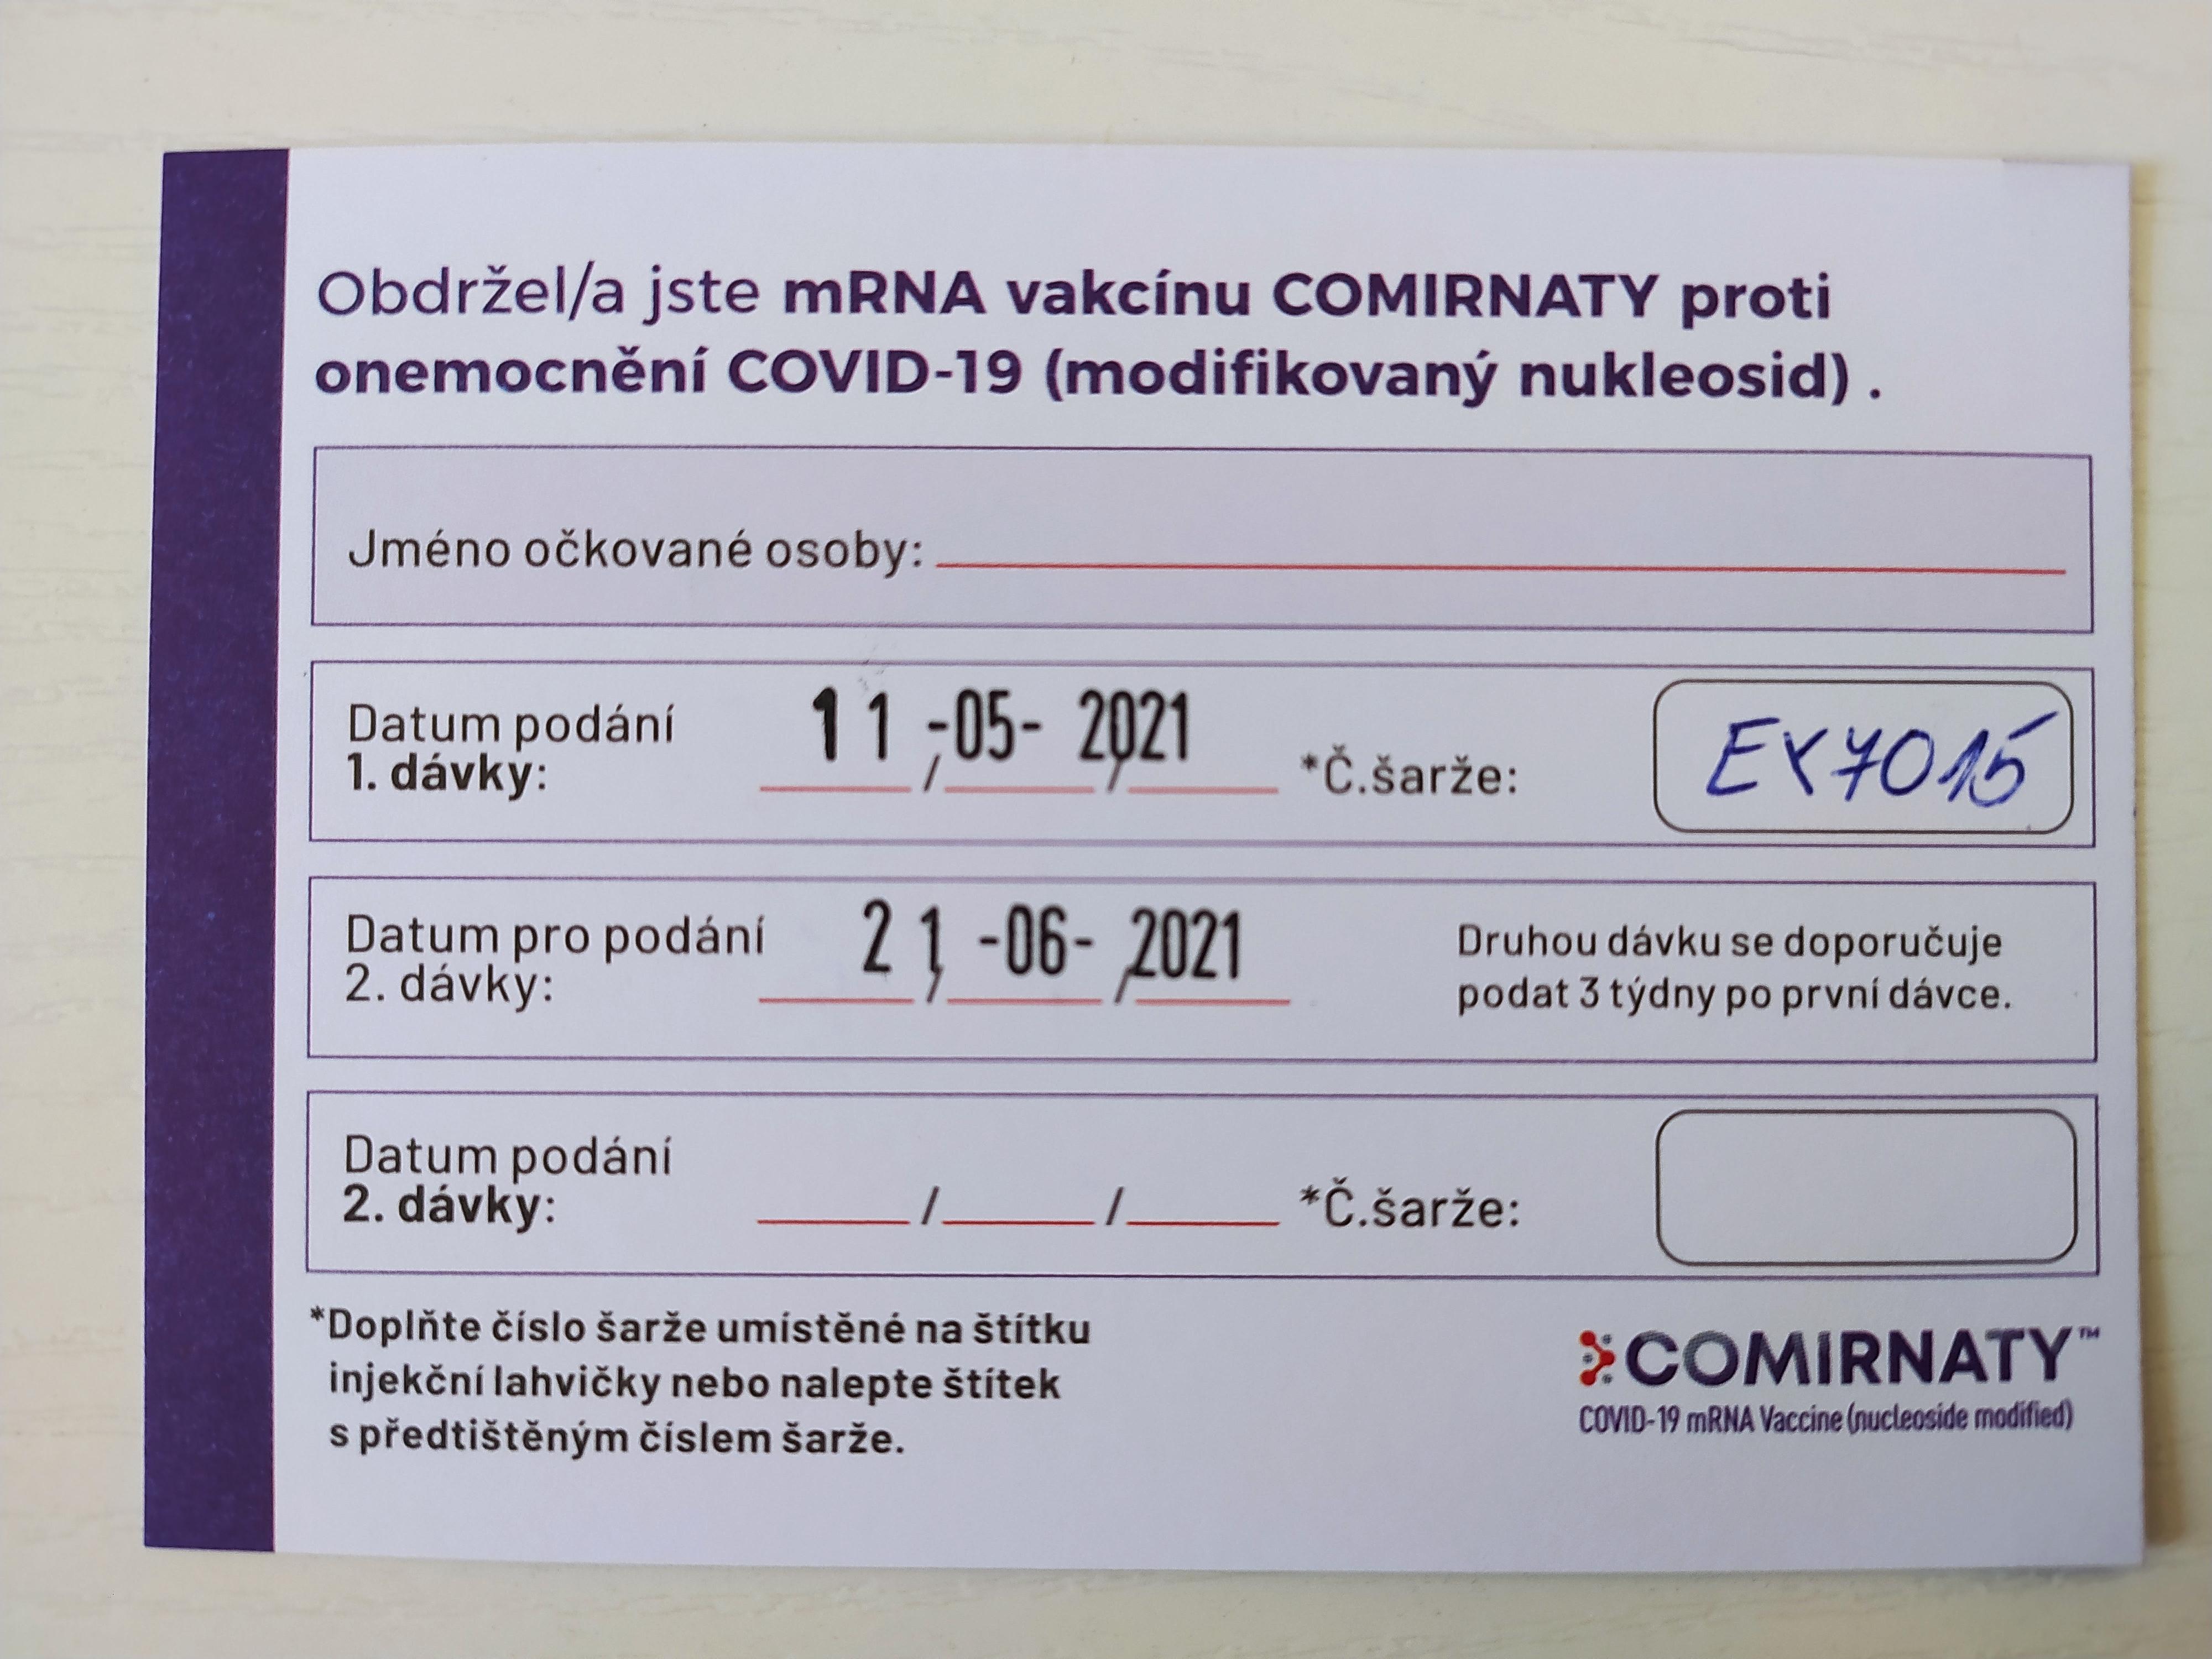 Obdržel/a jste mRNA vakcínu COMIRNATY proti
onemocnění COVID-19 (modifikovaný nukleosid) .
Jméno očkované osoby:
Datum podání
1. dávky:
11 -05- 2021
*Č.šarže:
EY7015
Datum pro podání
2. dávky:
21 -06- 2021
Druhou dávku se doporučuje
podat 3 týdny po první dávce.
Datum podání
2. dávky:
/ /
*Č.šarže:
*Doplňte číslo šarže umístěné na štítku
injekční lahvičky nebo nalepte štítek
s předtištěným číslem šarže.
COMIRNATY™
COVID-19 mRNA Vaccine (nucleoside modified)